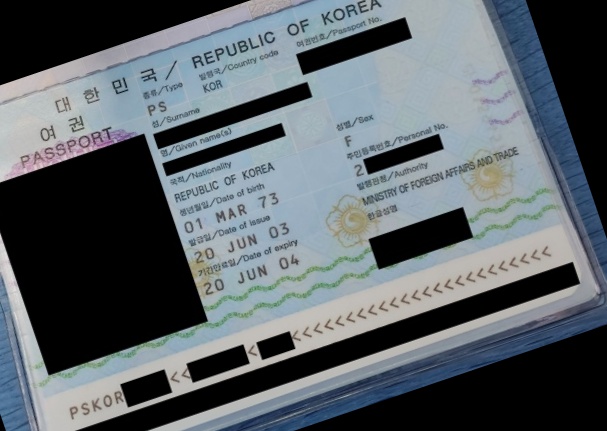 대한민국/ REPUBLIC OF KOREA
여권
PASSPORT
종류/Type 발행국/Country code 여권번호/Passport No.
PS KOR
성/Surname
명/Given name(s)
국적/Nationality 성별/Sex
REPUBLIC OF KOREA F
생년월일/Date of birth 주민등록번호/Personal No.
01 MAR 73 2
발급일/Date of issue 발행관청/Authority
20 JUN 03 MINISTRY OF FOREIGN AFFAIRS AND TRADE
기간만료일/Date of expiry 한글성명
20 JUN 04
PSKOR<<<<<<<<<<<<<<<<<<<<<<<<<<<<